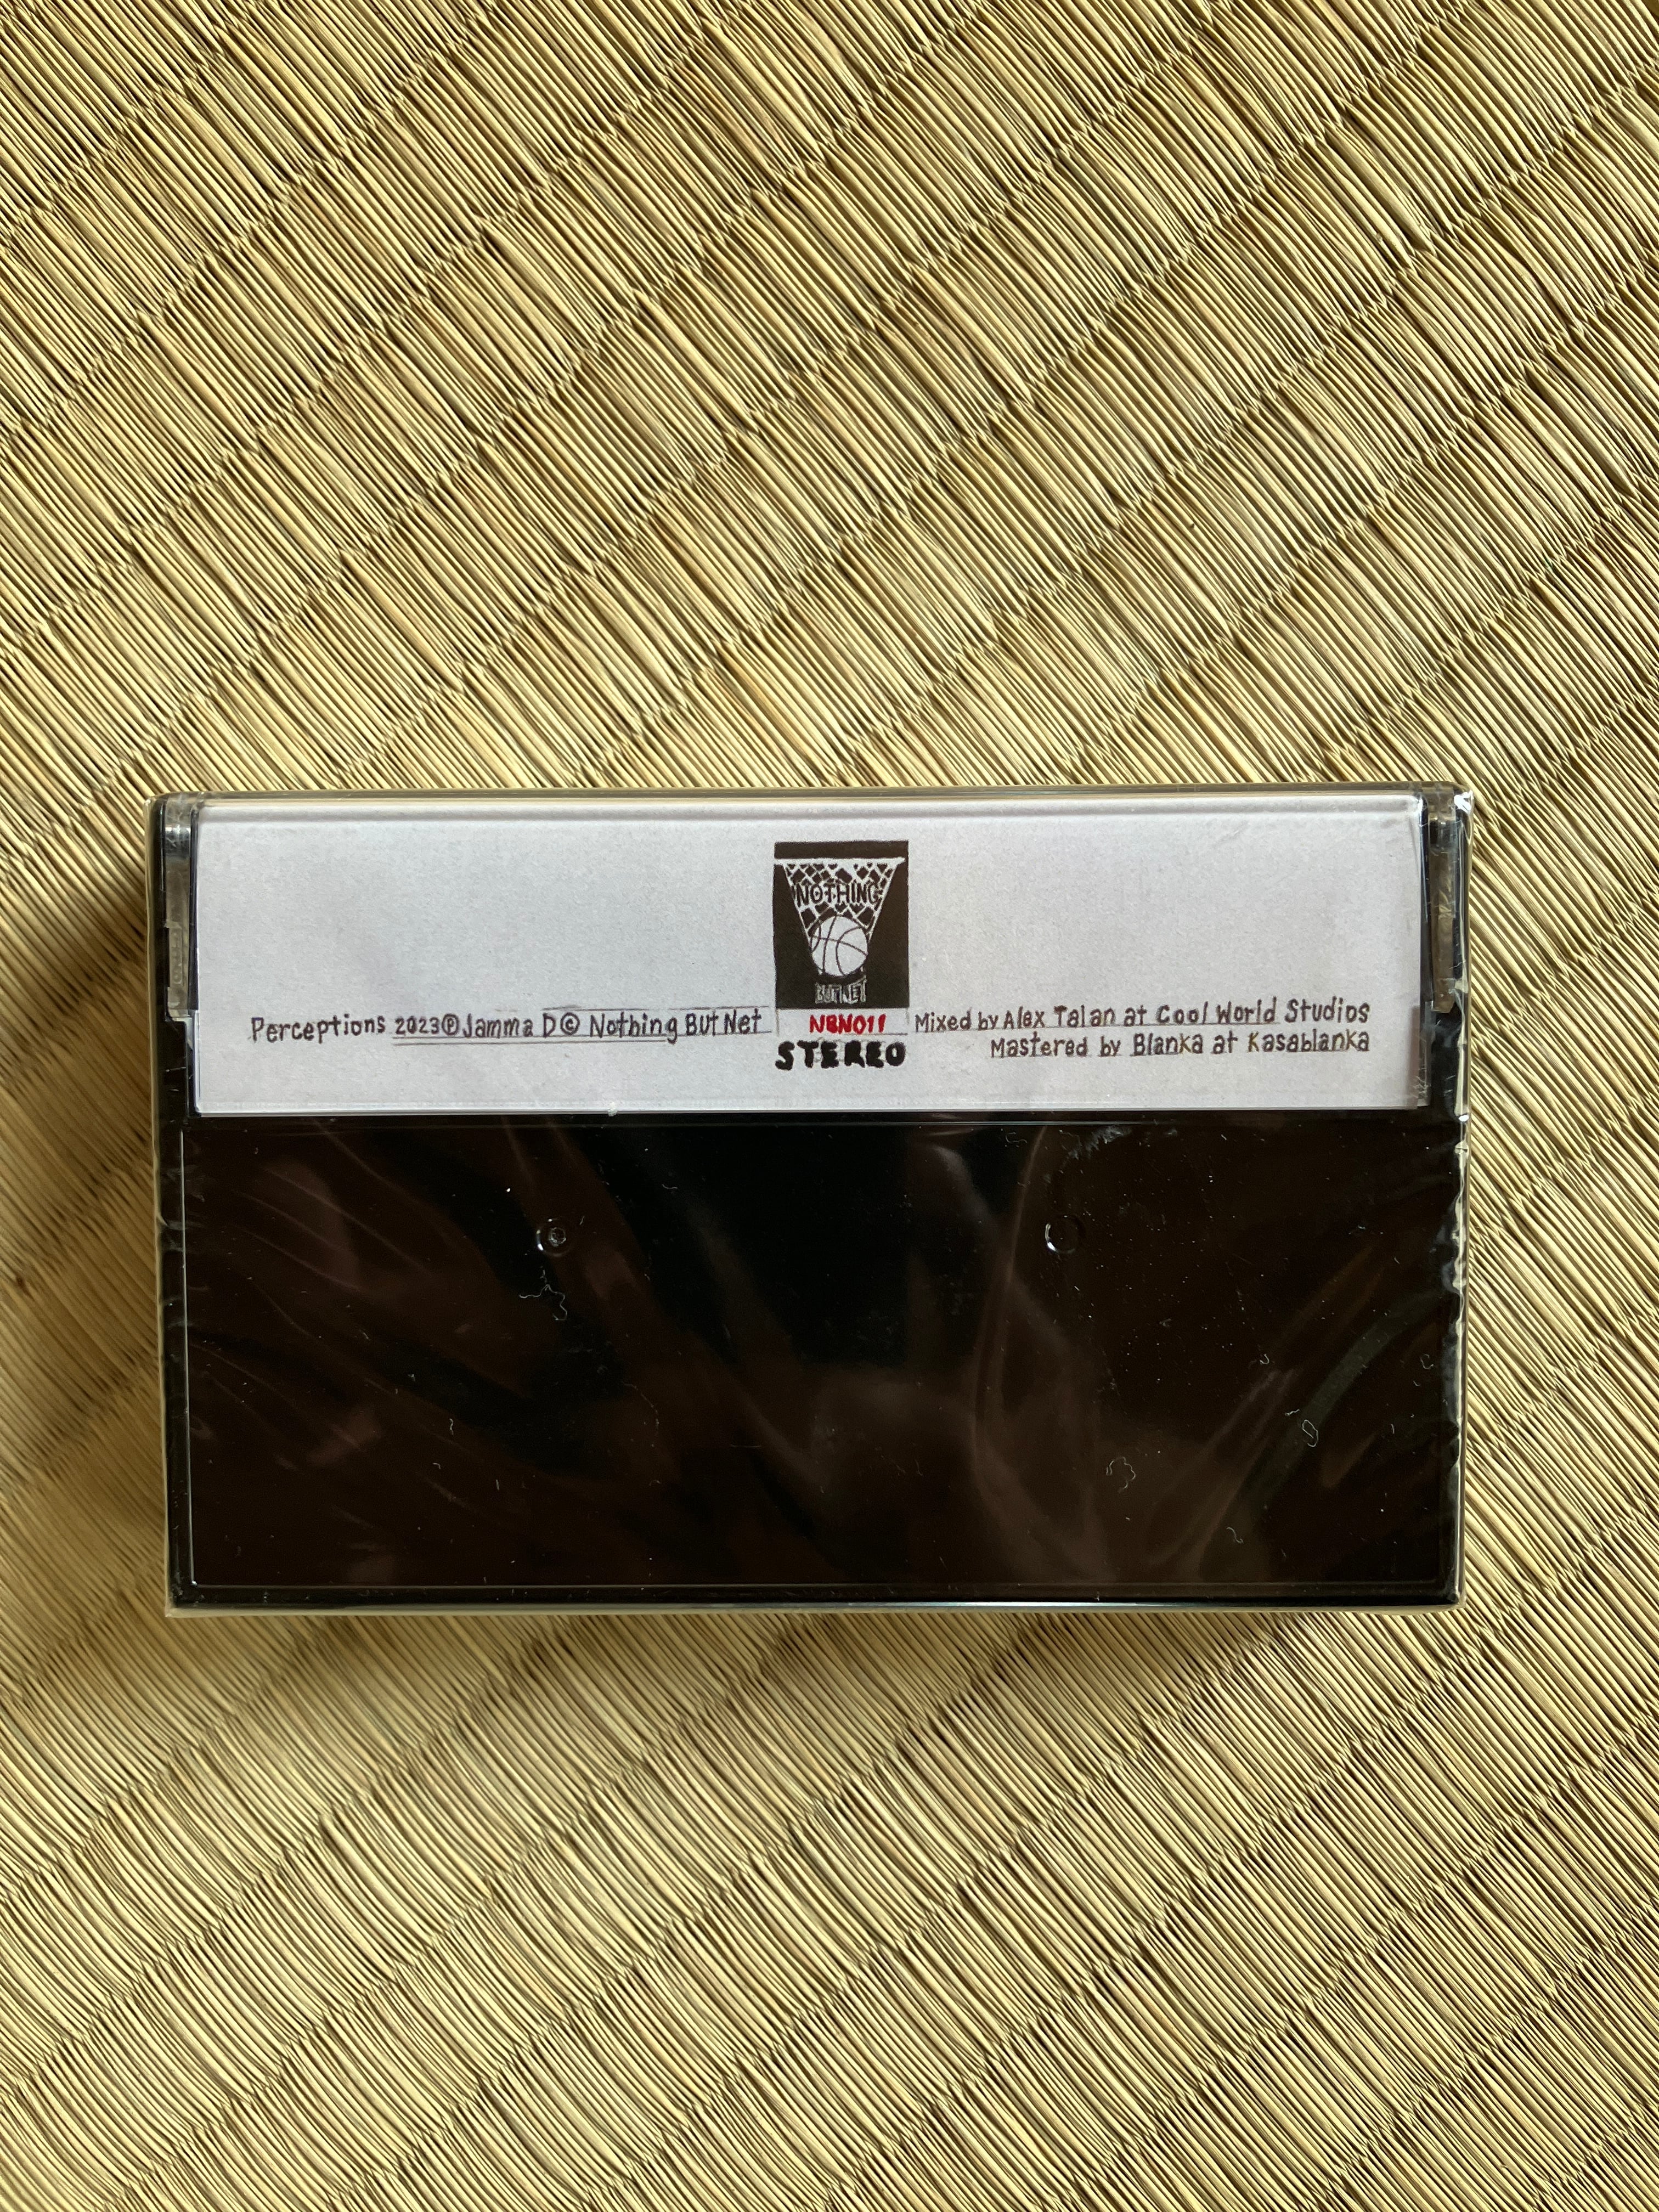 NOTHING
BUT NET
Perceptions 2023℗Jamma D© Nothing But Net
NBN011
STEREO
Mixed by Alex Talan at Cool World Studios
Mastered by Blanka at Kasablanka